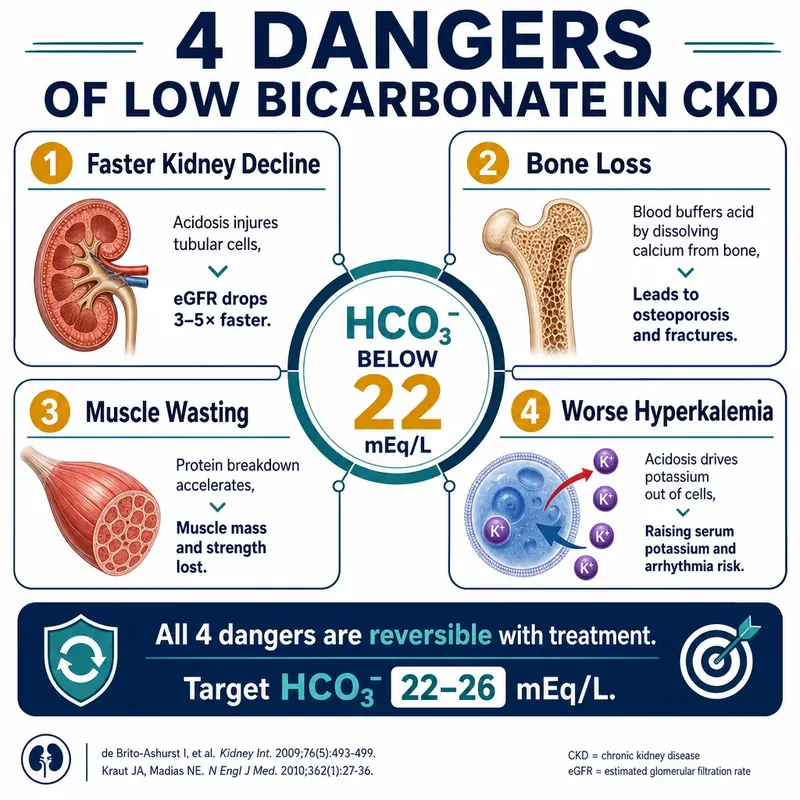 4 DANGERS
OF LOW BICARBONATE IN CKD
1 Faster Kidney Decline
Acidosis injures
tubular cells,
eGFR drops
3–5× faster.
2 Bone Loss
Blood buffers acid
by dissolving
calcium from bone,
Leads to
osteoporosis
and fractures.
HCO₃⁻
BELOW
22
mEq/L
3 Muscle Wasting
Protein breakdown
accelerates,
Muscle mass
and strength
lost.
4 Worse Hyperkalemia
K⁺
K⁺
K⁺
K⁺
K⁺
Acidosis drives
potassium
out of cells,
Raising serum
potassium and
arrhythmia risk.
All 4 dangers are reversible with treatment.
Target HCO₃⁻ 22–26 mEq/L.
de Brito-Ashurst I, et al. Kidney Int. 2009;76(5):493-499.
Kraut JA, Madias NE. N Engl J Med. 2010;362(1):27-36.
CKD = chronic kidney disease
eGFR = estimated glomerular filtration rate